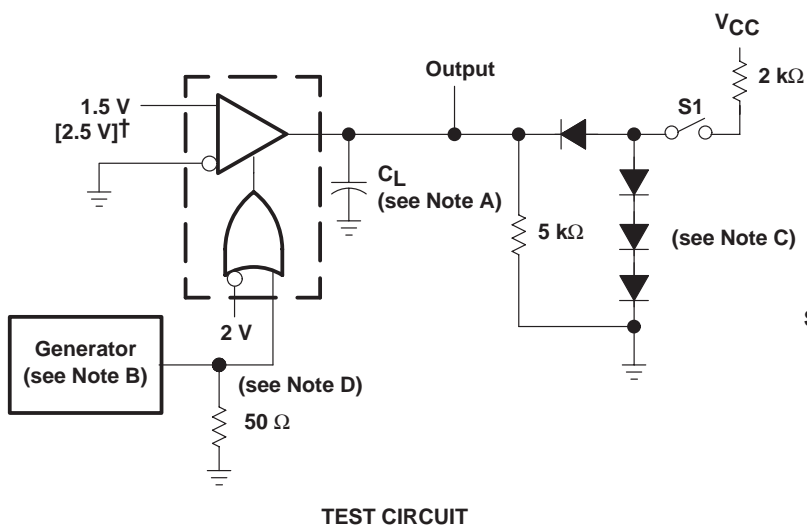 VCC
2 kΩ
S1
Output
1.5 V
[2.5 V]†
CL
(see Note A)
5 kΩ
(see Note C)
2 V
S
Generator
(see Note B)
(see Note D)
50 Ω
TEST CIRCUIT